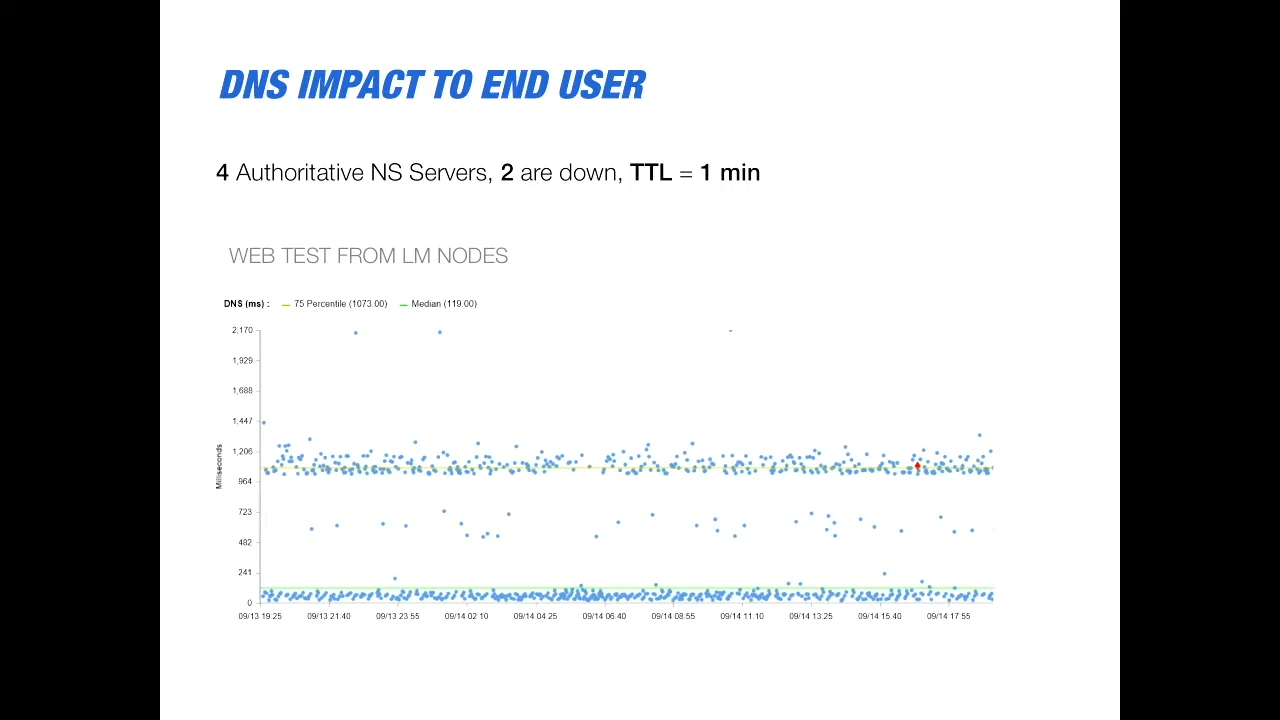 DNS IMPACT TO END USER
4 Authoritative NS Servers, 2 are down, TTL = 1 min
WEB TEST FROM LM NODES
DNS (ms) : 75 Percentile (1073.00) Median (119.00)
Milliseconds
2,170
1,929
1,688
1,447
1,206
964
723
482
241
0
09/13 19:25 09/13 21:40 09/13 23:55 09/14 02:10 09/14 04:25 09/14 06:40 09/14 08:55 09/14 11:10 09/14 13:25 09/14 15:40 09/14 17:55